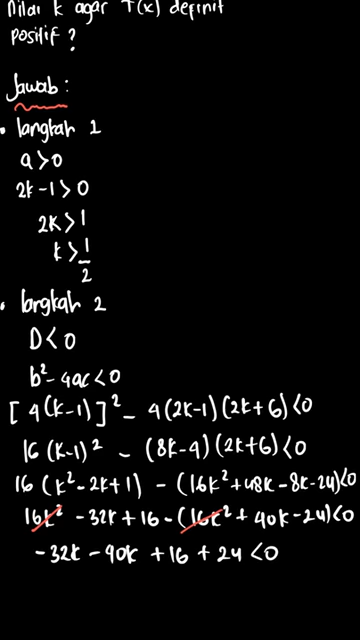 Nilai k agar f(x) definit
positif ?
Jawab :
• langkah 1
a > 0
2k - 1 > 0
2k > 1
k > 1/2
• langkah 2
D < 0
b² - 4ac < 0
[4(k-1)]² - 4(2k-1)(2k+6) < 0
16(k-1)² - (8k-4)(2k+6) < 0
16(k²-2k+1) - (16k²+48k-8k-24) < 0
16k² - 32k + 16 - (16k² + 40k - 24) < 0
-32k - 40k + 16 + 24 < 0